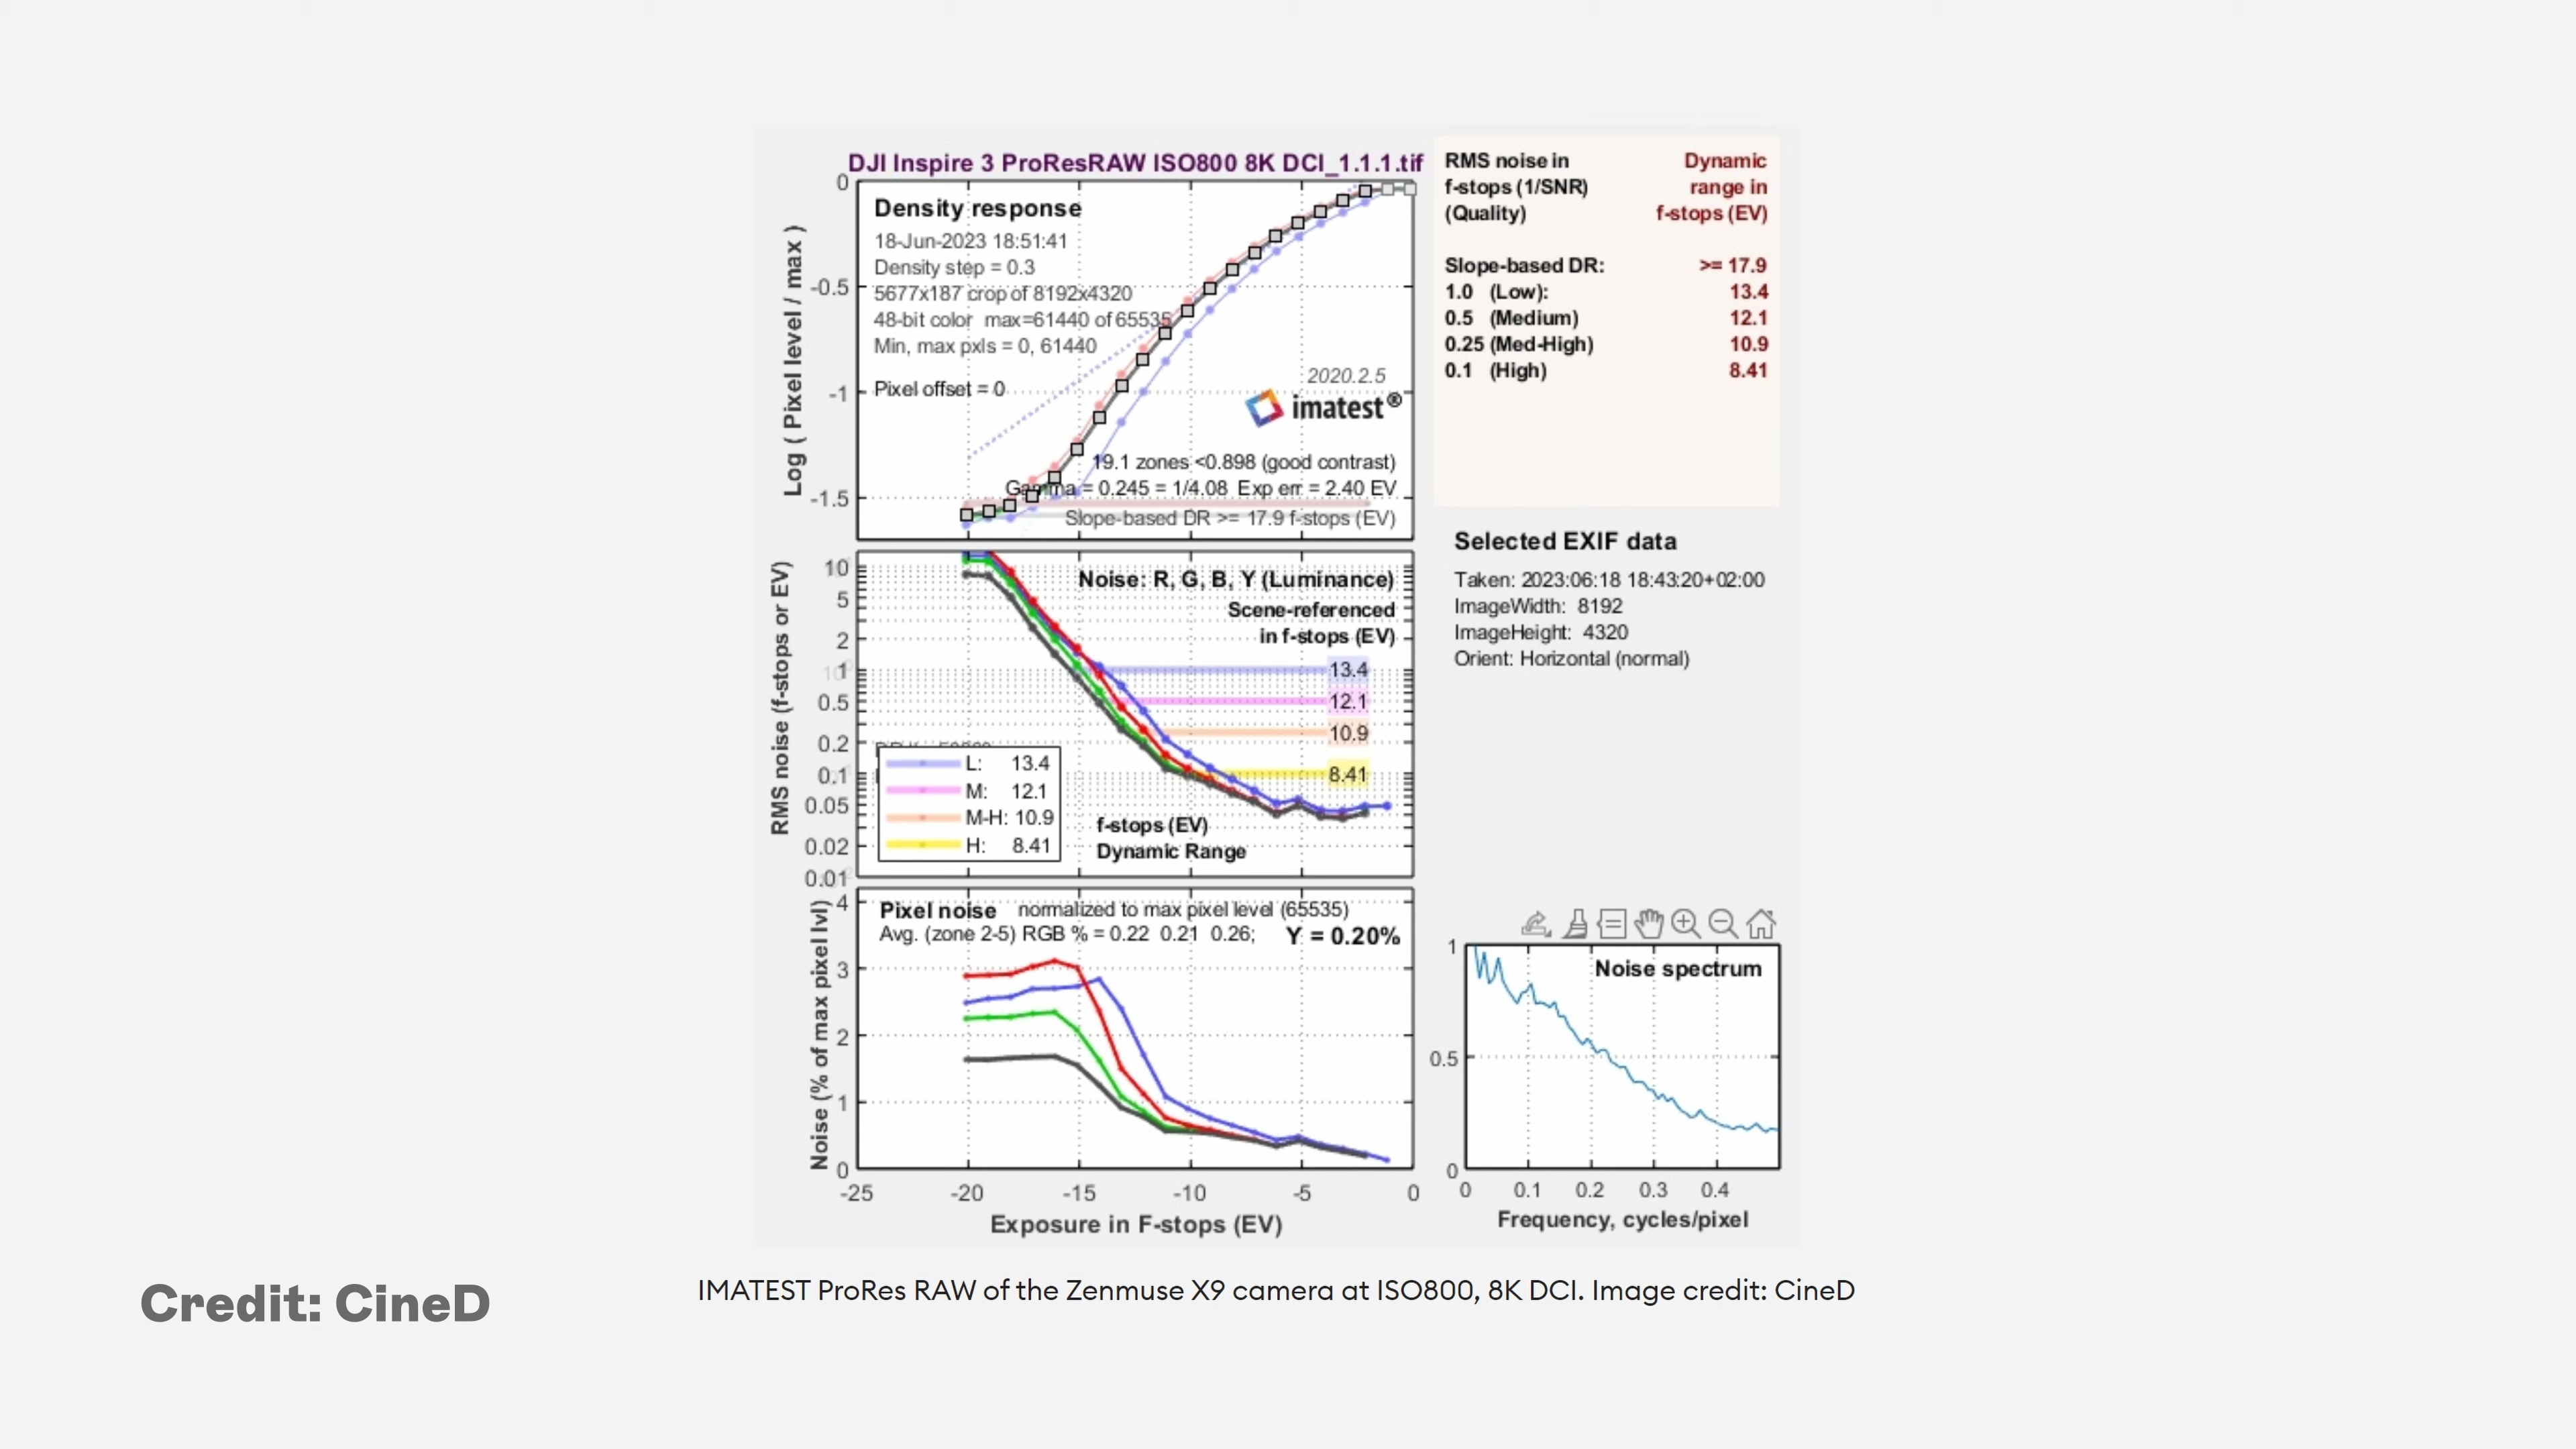 DJI Inspire 3 ProResRAW ISO800 8K DCI_1.1.1.tif
Log ( Pixel level / max )
0
-0.5
-1
-1.5
Density response
18-Jun-2023 18:51:41
Density step = 0.3
5677x187 crop of 8192x4320
48-bit color max=61440 of 65535
Min, max pxls = 0, 61440
Pixel offset = 0
2020.2.5
imatest®
19.1 zones <0.898 (good contrast)
Gamma = 0.245 = 1/4.08 Exp err = 2.40 EV
Slope-based DR >= 17.9 f-stops (EV)
RMS noise in
f-stops (1/SNR)
(Quality)
Dynamic
range in
f-stops (EV)
Slope-based DR: >= 17.9
1.0 (Low): 13.4
0.5 (Medium) 12.1
0.25 (Med-High) 10.9
0.1 (High) 8.41
RMS noise (f-stops or EV)
10
5
2
1
0.5
0.2
0.1
0.05
0.02
0.01
Noise: R, G, B, Y (Luminance)
Scene-referenced
in f-stops (EV)
13.4
12.1
10.9
8.41
L: 13.4
M: 12.1
M-H: 10.9
H: 8.41
f-stops (EV)
Dynamic Range
Selected EXIF data
Taken: 2023:06:18 18:43:20+02:00
ImageWidth: 8192
ImageHeight: 4320
Orient: Horizontal (normal)
Noise (% of max pixel lvl)
4
3
2
1
0
Pixel noise normalized to max pixel level (65535)
Avg. (zone 2-5) RGB % = 0.22 0.21 0.26; Y = 0.20%
-25 -20 -15 -10 -5 0
Exposure in F-stops (EV)
Noise spectrum
1
0.5
0
0 0.1 0.2 0.3 0.4
Frequency, cycles/pixel
Credit: CineD
IMATEST ProRes RAW of the Zenmuse X9 camera at ISO800, 8K DCI. Image credit: CineD